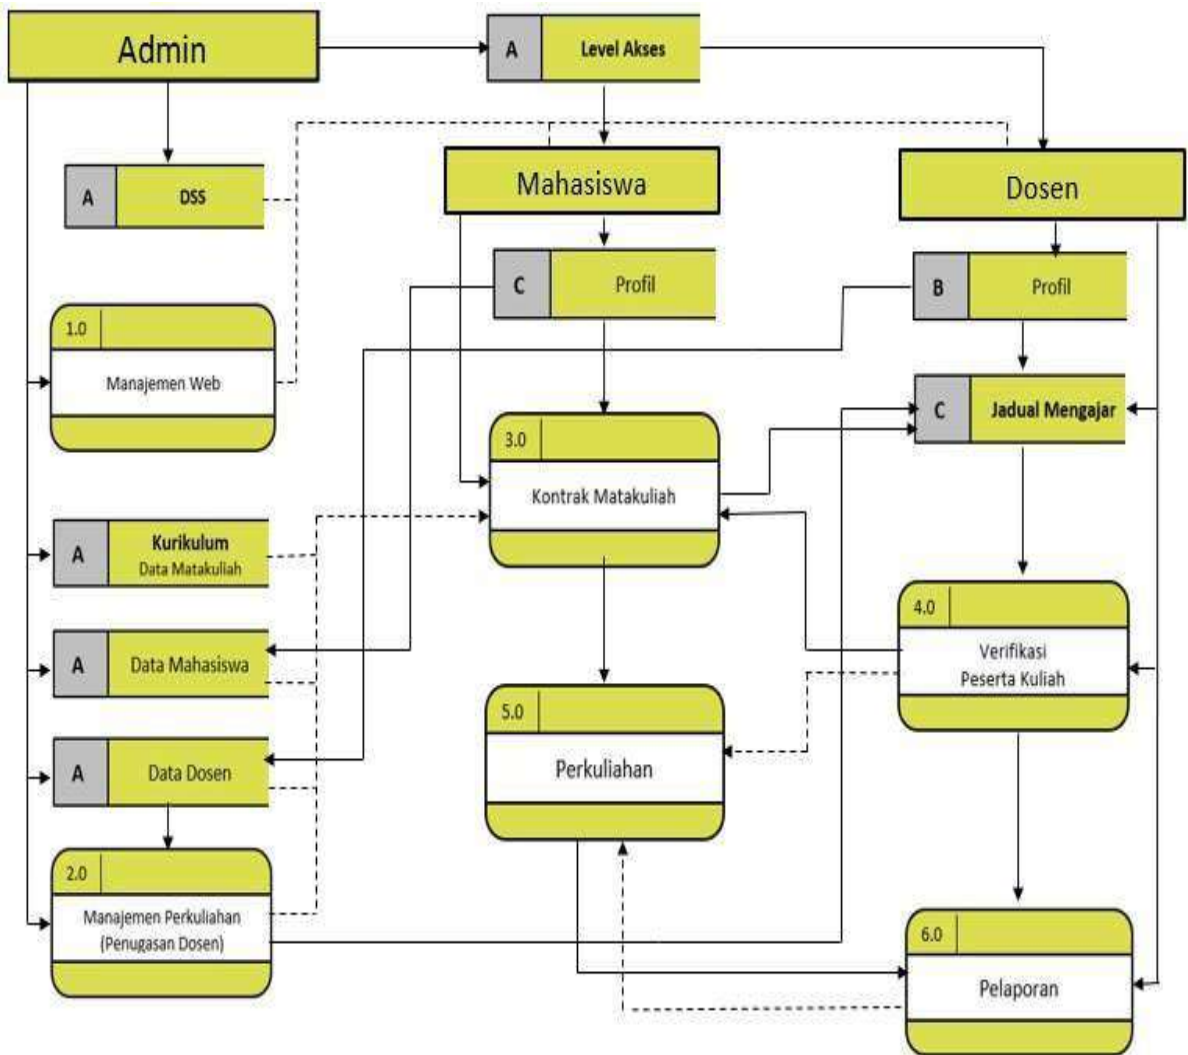 Admin
A
Level Akses
A
DSS
Mahasiswa
Dosen
C
Profil
B
Profil
1.0
Manajemen Web
C
Jadual Mengajar
3.0
Kontrak Matakuliah
A
Kurikulum
Data Matakuliah
4.0
Verifikasi
Peserta Kuliah
A
Data Mahasiswa
5.0
Perkuliahan
A
Data Dosen
2.0
Manajemen Perkuliahan
(Penugasan Dosen)
6.0
Pelaporan